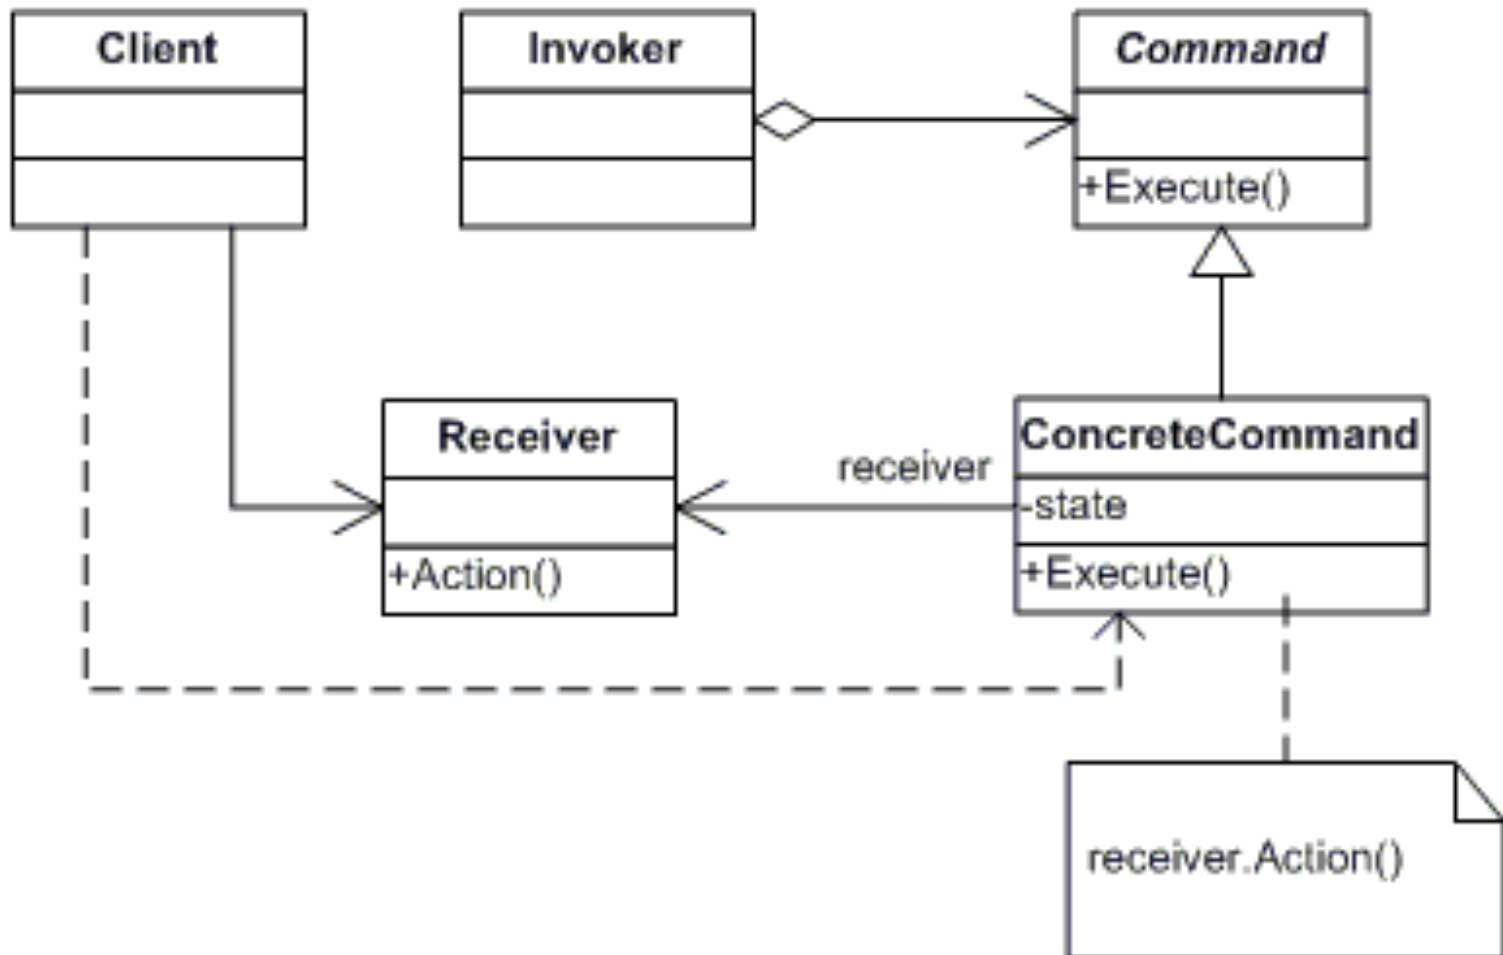 Client
Invoker
Command
+Execute()
Receiver
+Action()
receiver
ConcreteCommand
-state
+Execute()
receiver.Action()